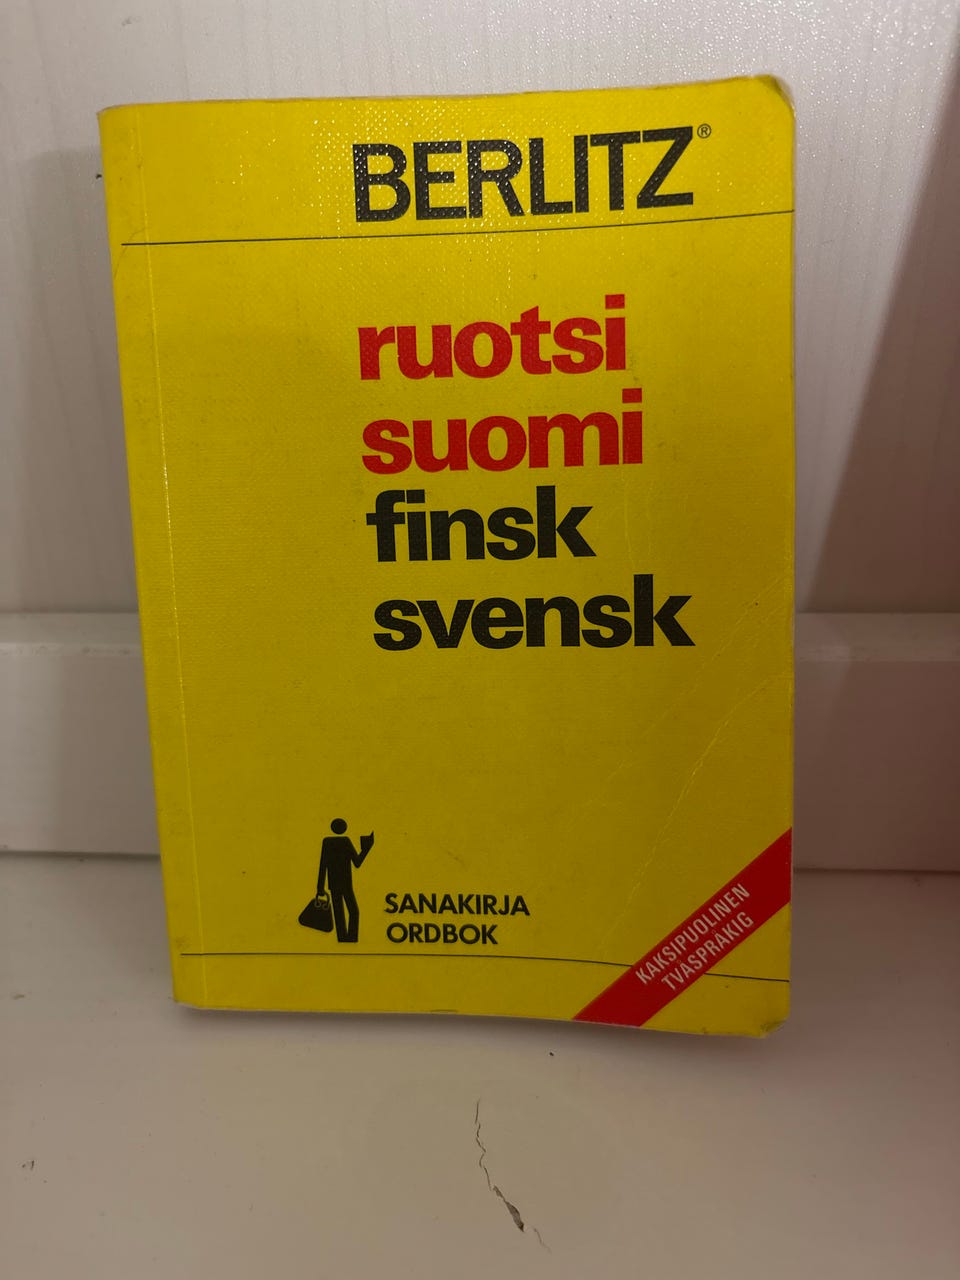 BERLITZ®
ruotsi
suomi
finsk
svensk
SANAKIRJA
ORDBOK
KAKSIPUOLINEN
TVÅSPRÅKIG